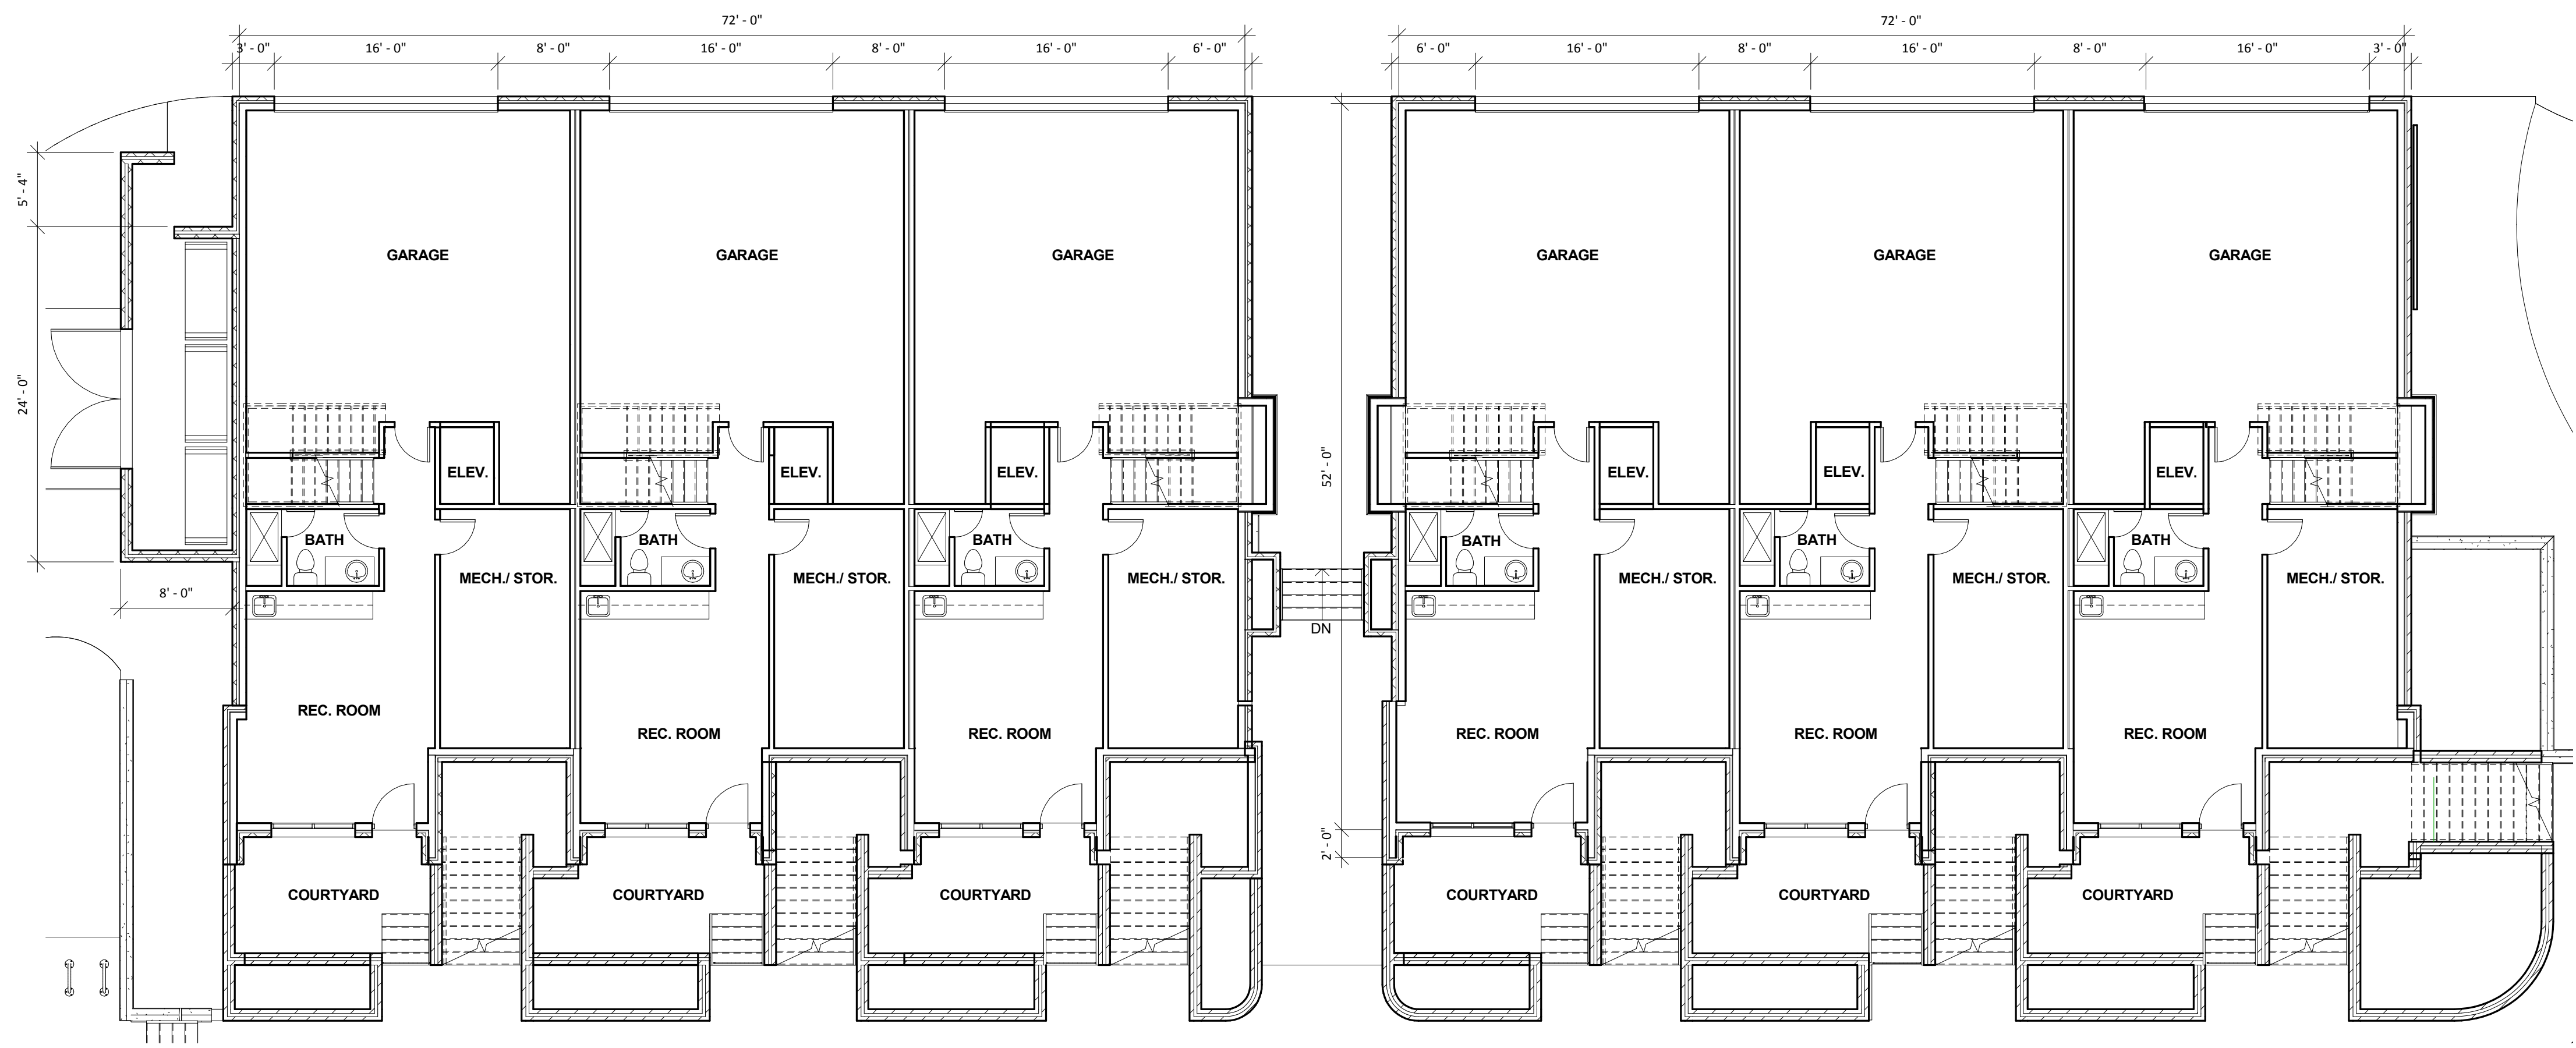 72' - 0"
72' - 0"
3' - 0"
16' - 0"
8' - 0"
16' - 0"
8' - 0"
16' - 0"
6' - 0"
6' - 0"
16' - 0"
8' - 0"
16' - 0"
8' - 0"
16' - 0"
3' - 0"
5' - 4"
GARAGE
GARAGE
GARAGE
GARAGE
GARAGE
GARAGE
24' - 0"
52' - 0"
ELEV.
ELEV.
ELEV.
ELEV.
ELEV.
ELEV.
BATH
BATH
BATH
BATH
BATH
BATH
MECH./ STOR.
MECH./ STOR.
MECH./ STOR.
MECH./ STOR.
MECH./ STOR.
MECH./ STOR.
8' - 0"
DN
REC. ROOM
REC. ROOM
REC. ROOM
REC. ROOM
REC. ROOM
REC. ROOM
2' - 0"
COURTYARD
COURTYARD
COURTYARD
COURTYARD
COURTYARD
COURTYARD